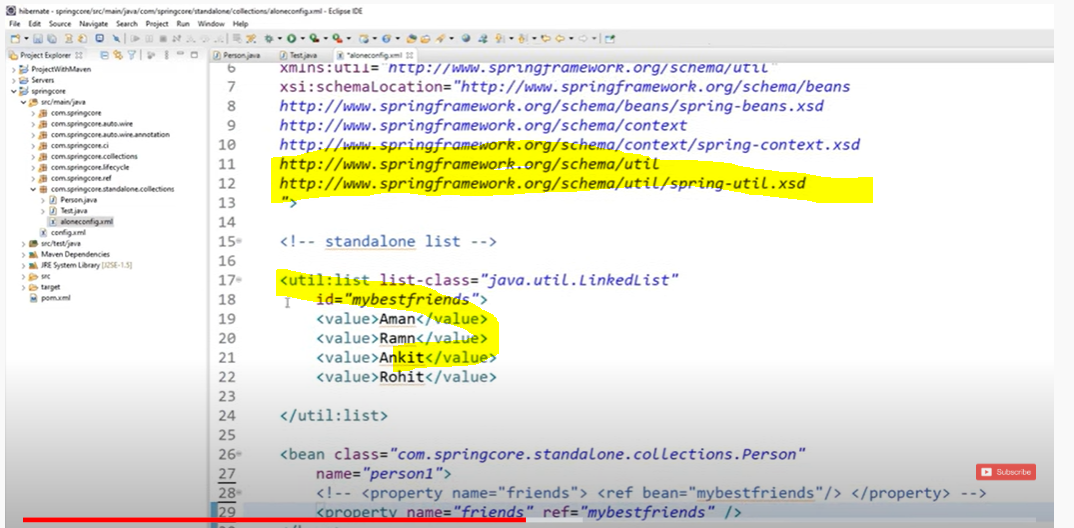 hibernate - springcore/src/main/java/com/springcore/standalone/collections/aloneconfig.xml - Eclipse IDE
File Edit Source Navigate Search Project Run Window Help
Project Explorer
ProjectWithMaven
Servers
springcore
src/main/java
com.springcore
com.springcore.auto.wire
com.springcore.auto.wire.annotation
com.springcore.ci
com.springcore.collections
com.springcore.lifecycle
com.springcore.ref
com.springcore.standalone.collections
Person.java
Test.java
aloneconfig.xml
config.xml
src/test/java
Maven Dependencies
JRE System Library [J2SE-1.5]
src
target
pom.xml
Person.java Test.java *aloneconfig.xml
6 xmlns:util="http://www.springframework.org/schema/util"
7 xsi:schemaLocation="http://www.springframework.org/schema/beans
8 http://www.springframework.org/schema/beans/spring-beans.xsd
9 http://www.springframework.org/schema/context
10 http://www.springframework.org/schema/context/spring-context.xsd
11 http://www.springframework.org/schema/util
12 http://www.springframework.org/schema/util/spring-util.xsd
13 ">
14
15 <!-- standalone list -->
16
17 <util:list list-class="java.util.LinkedList"
18 id="mybestfriends">
19 <value>Aman</value>
20 <value>Ramn</value>
21 <value>Ankit</value>
22 <value>Rohit</value>
23
24 </util:list>
25
26 <bean class="com.springcore.standalone.collections.Person"
27 name="person1">
28 <!-- <property name="friends"> <ref bean="mybestfriends"/> </property> -->
29 <property name="friends" ref="mybestfriends" />
Subscribe